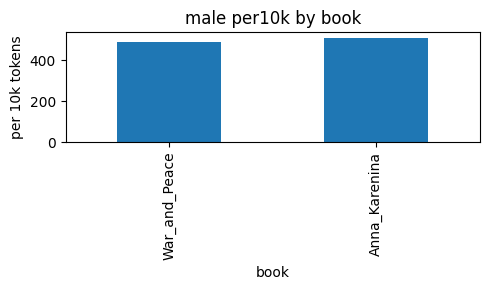 male per10k by book
per 10k tokens
400
200
0
War_and_Peace
Anna_Karenina
book